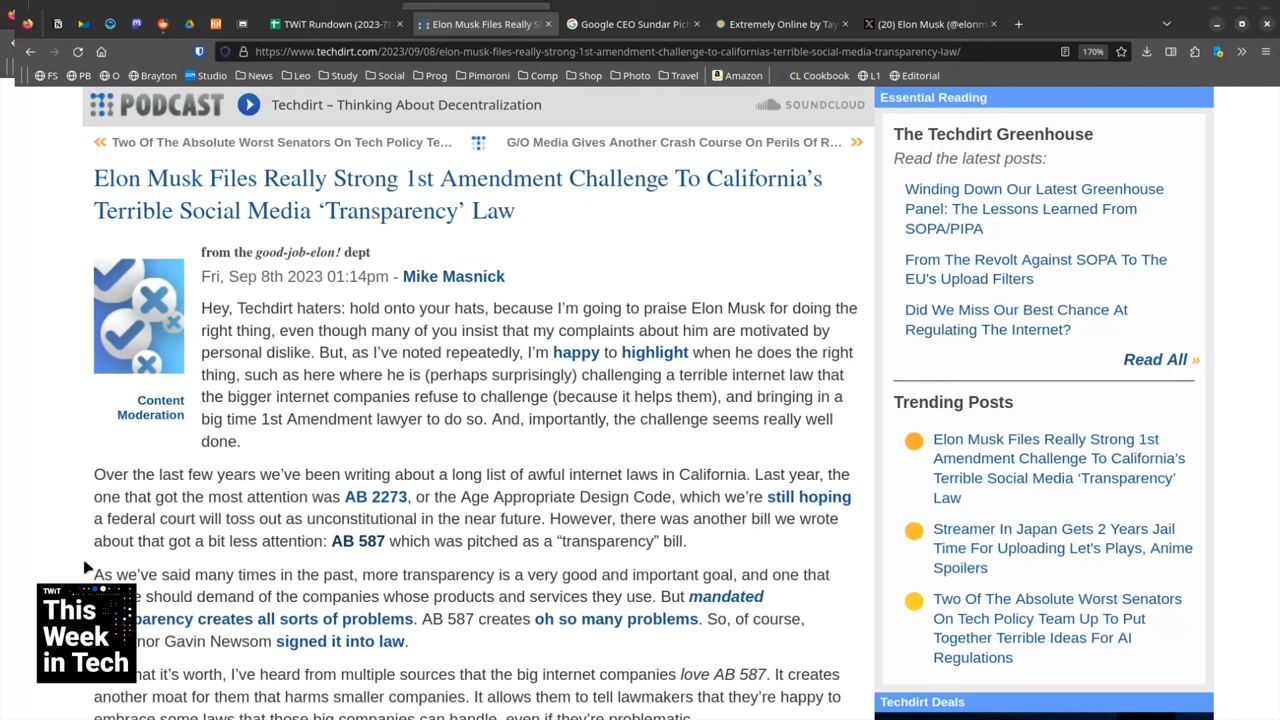 TWiT Rundown (2023-??
Elon Musk Files Really S
Google CEO Sundar Pic
Extremely Online by Tay
(20) Elon Musk (@elonm
https://www.techdirt.com/2023/09/08/elon-musk-files-really-strong-1st-amendment-challenge-to-californias-terrible-social-media-transparency-law/
170%
FS PB O Brayton Studio News Leo Study Social Prog Pimoroni Comp Shop Photo Travel Amazon CL Cookbook L1 Editorial
PODCAST Techdirt – Thinking About Decentralization SOUNDCLOUD
Two Of The Absolute Worst Senators On Tech Policy Te…
G/O Media Gives Another Crash Course On Perils Of R…
Elon Musk Files Really Strong 1st Amendment Challenge To California’s
Terrible Social Media ‘Transparency’ Law
from the good-job-elon! dept
Fri, Sep 8th 2023 01:14pm - Mike Masnick
Content
Moderation
Hey, Techdirt haters: hold onto your hats, because I’m going to praise Elon Musk for doing the
right thing, even though many of you insist that my complaints about him are motivated by
personal dislike. But, as I’ve noted repeatedly, I’m happy to highlight when he does the right
thing, such as here where he is (perhaps surprisingly) challenging a terrible internet law that
the bigger internet companies refuse to challenge (because it helps them), and bringing in a
big time 1st Amendment lawyer to do so. And, importantly, the challenge seems really well
done.
Over the last few years we’ve been writing about a long list of awful internet laws in California. Last year, the
one that got the most attention was AB 2273, or the Age Appropriate Design Code, which we’re still hoping
a federal court will toss out as unconstitutional in the near future. However, there was another bill we wrote
about that got a bit less attention: AB 587 which was pitched as a “transparency” bill.
As we’ve said many times in the past, more transparency is a very good and important goal, and one that
should demand of the companies whose products and services they use. But mandated
parency creates all sorts of problems. AB 587 creates oh so many problems. So, of course,
nor Gavin Newsom signed it into law.
hat it’s worth, I’ve heard from multiple sources that the big internet companies love AB 587. It creates
another moat for them that harms smaller companies. It allows them to tell lawmakers that they’re happy to
embrace some laws that those big companies can handle, even if they’re problematic.
Essential Reading
The Techdirt Greenhouse
Read the latest posts:
Winding Down Our Latest Greenhouse
Panel: The Lessons Learned From
SOPA/PIPA
From The Revolt Against SOPA To The
EU's Upload Filters
Did We Miss Our Best Chance At
Regulating The Internet?
Read All »
Trending Posts
Elon Musk Files Really Strong 1st
Amendment Challenge To California’s
Terrible Social Media ‘Transparency’
Law
Streamer In Japan Gets 2 Years Jail
Time For Uploading Let's Plays, Anime
Spoilers
Two Of The Absolute Worst Senators
On Tech Policy Team Up To Put
Together Terrible Ideas For AI
Regulations
Techdirt Deals
TWiT
This
Week
in Tech